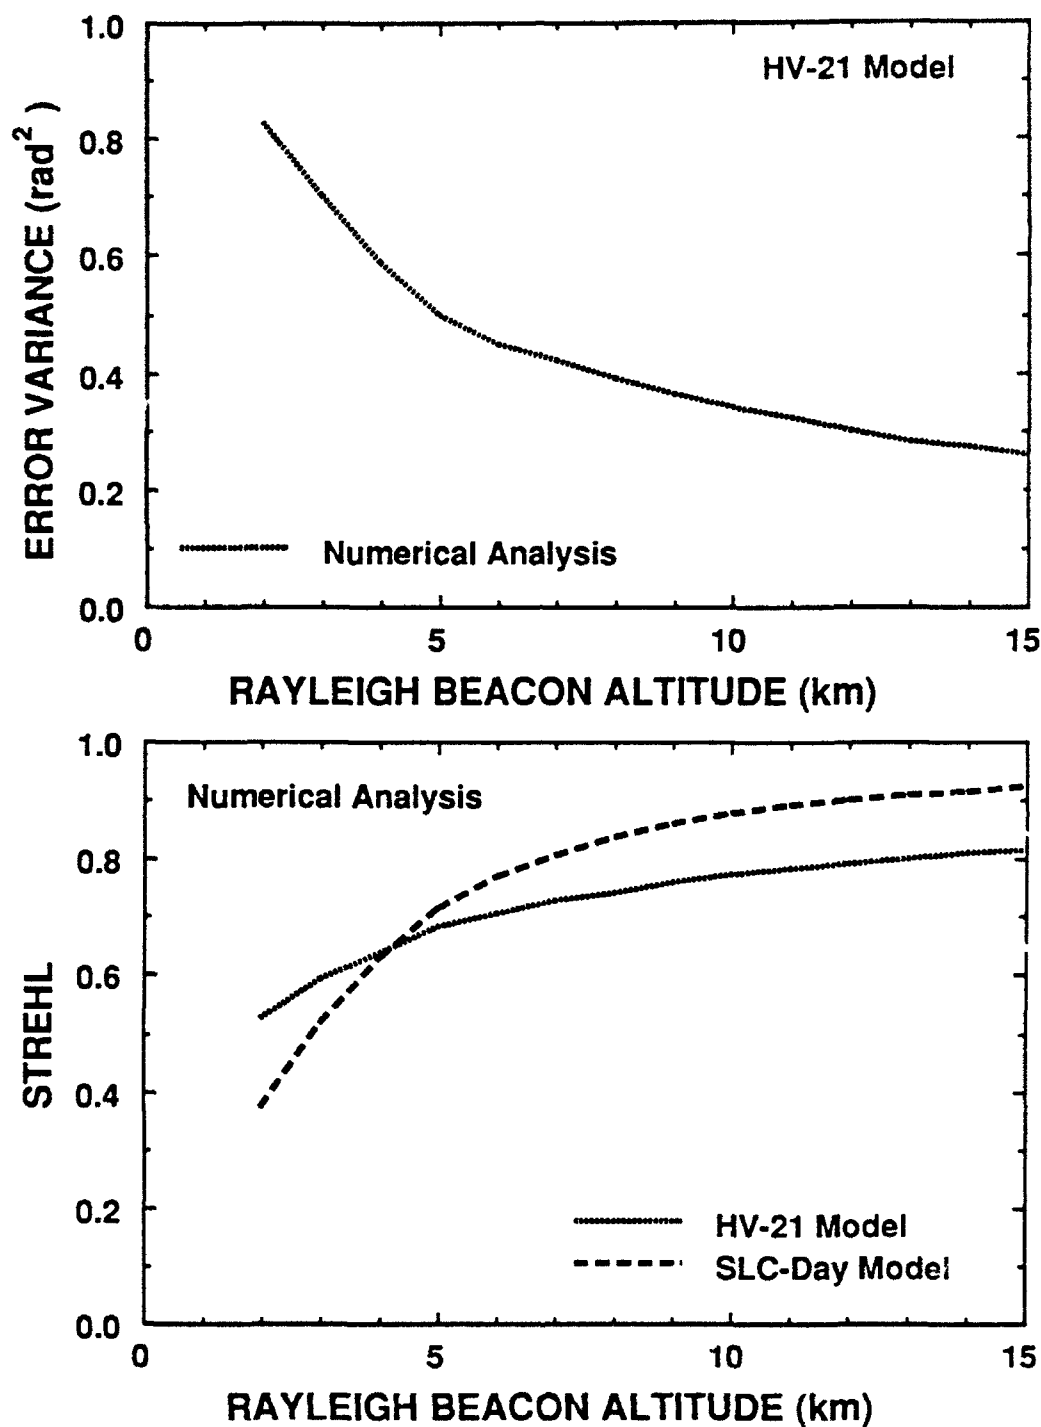 1.0
HV-21 Model
0.8
0.6
0.4
0.2
0.0
ERROR VARIANCE (rad²)
Numerical Analysis
0 5 10 15
RAYLEIGH BEACON ALTITUDE (km)
1.0
Numerical Analysis
0.8
0.6
0.4
0.2
0.0
STREHL
HV-21 Model
SLC-Day Model
0 5 10 15
RAYLEIGH BEACON ALTITUDE (km)